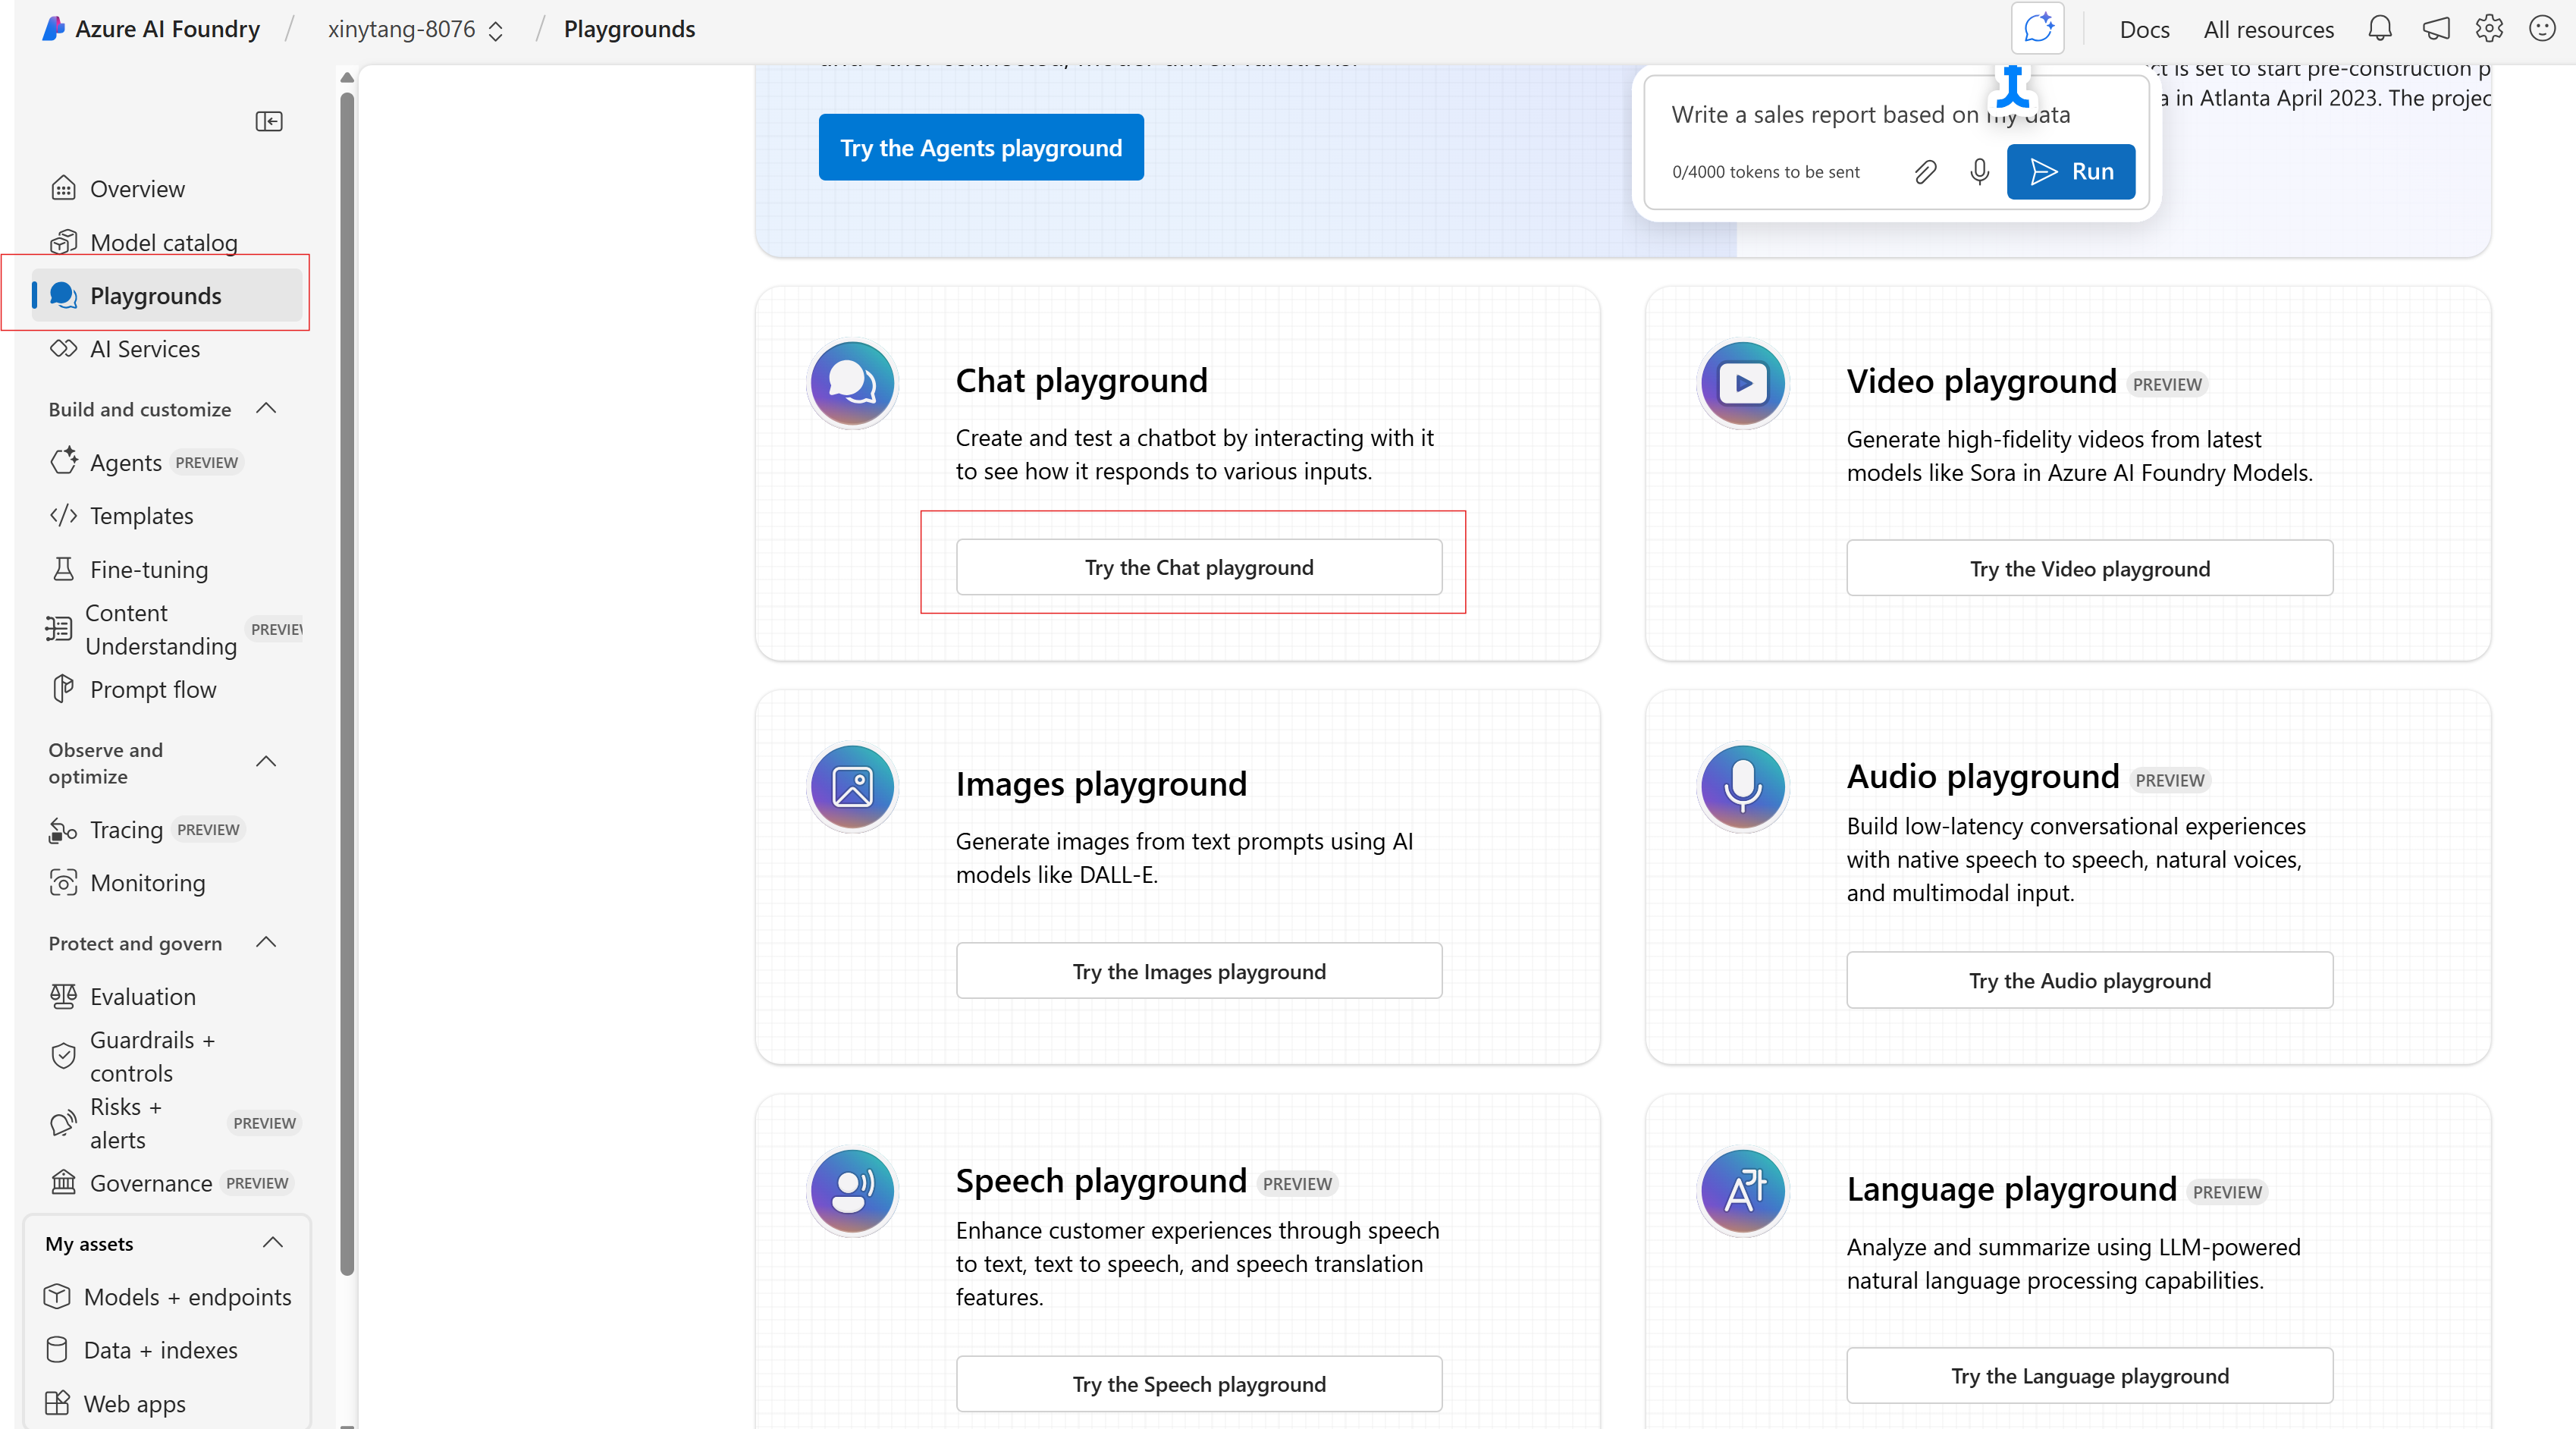 Azure AI Foundry / xinytang-8076 / Playgrounds
Docs All resources
Overview
Model catalog
Playgrounds
AI Services
Build and customize
Agents PREVIEW
Templates
Fine-tuning
Content
Understanding
Prompt flow
Observe and
optimize
Tracing PREVIEW
Monitoring
Protect and govern
Evaluation
Guardrails +
controls
Risks +
alerts PREVIEW
Governance PREVIEW
My assets
Models + endpoints
Data + indexes
Web apps
Try the Agents playground
is set to start pre-construction
in Atlanta April 2023. The
Write a sales report based on my data
0/4000 tokens to be sent
Run
Chat playground
Create and test a chatbot by interacting with it
to see how it responds to various inputs.
Try the Chat playground
Video playground PREVIEW
Generate high-fidelity videos from latest
models like Sora in Azure AI Foundry Models.
Try the Video playground
Images playground
Generate images from text prompts using AI
models like DALL-E.
Try the Images playground
Audio playground PREVIEW
Build low-latency conversational experiences
with native speech to speech, natural voices,
and multimodal input.
Try the Audio playground
Speech playground PREVIEW
Enhance customer experiences through speech
to text, text to speech, and speech translation
features.
Try the Speech playground
Language playground PREVIEW
Analyze and summarize using LLM-powered
natural language processing capabilities.
Try the Language playground